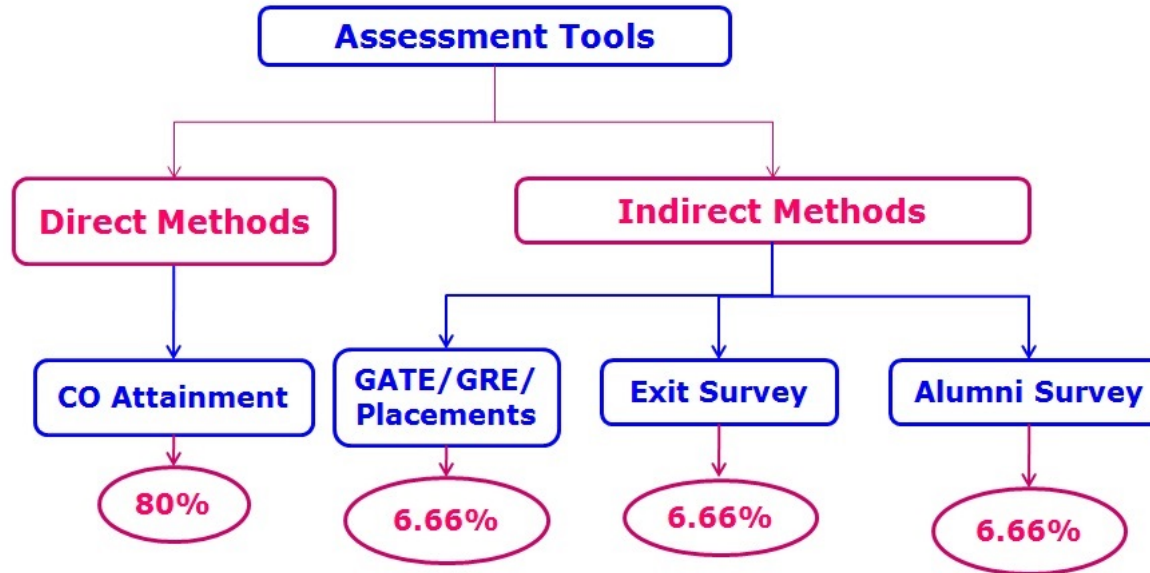 Assessment Tools
Direct Methods
Indirect Methods
CO Attainment
GATE/GRE/
Placements
Exit Survey
Alumni Survey
80%
6.66%
6.66%
6.66%